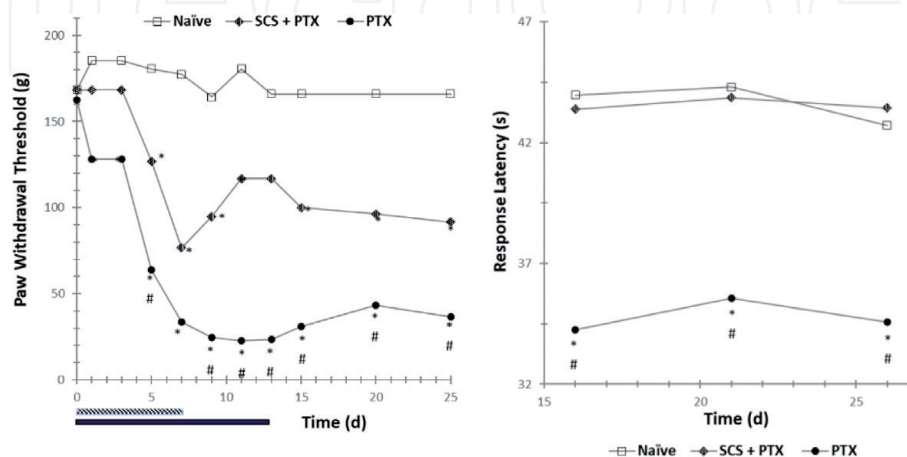 Naïve SCS + PTX PTX
Paw Withdrawal Threshold (g)
200
150
100
50
0
* * * * * *
* # * * # * # * # * # * # * #
0 5 10 15 20 25
Time (d)
Response Latency (s)
47
42
37
32
* # * # * #
15 20 25
Time (d)
Naïve SCS + PTX PTX